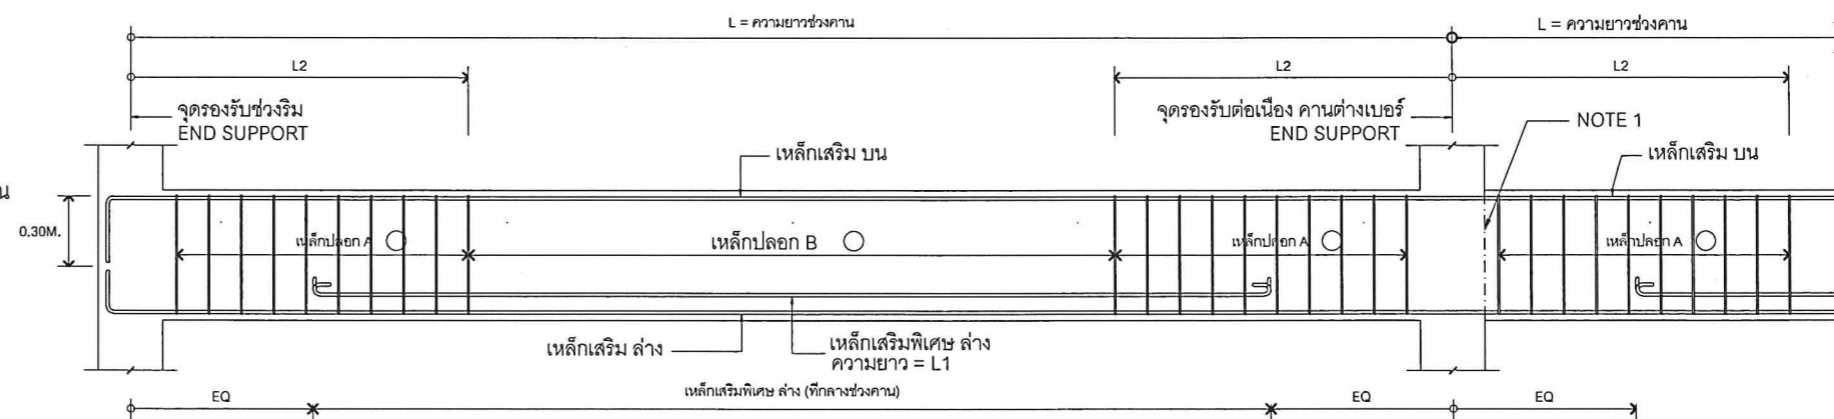 L = ความยาวช่วงคาน
L = ความยาวช่วงคาน
L2
L2
L2
จุดรองรับช่วงริม
END SUPPORT
จุดรองรับต่อเนื่อง คานต่างเบอร์
END SUPPORT
NOTE 1
เหล็กเสริม บน
เหล็กเสริม บน
น
0.30M.
เหล็กปลอก A
เหล็กปลอก B
เหล็กปลอก A
เหล็กปลอก A
เหล็กเสริม ล่าง
เหล็กเสริมพิเศษ ล่าง
ความยาว = L1
EQ
เหล็กเสริมพิเศษ ล่าง (ที่กลางช่วงคาน)
EQ
EQ